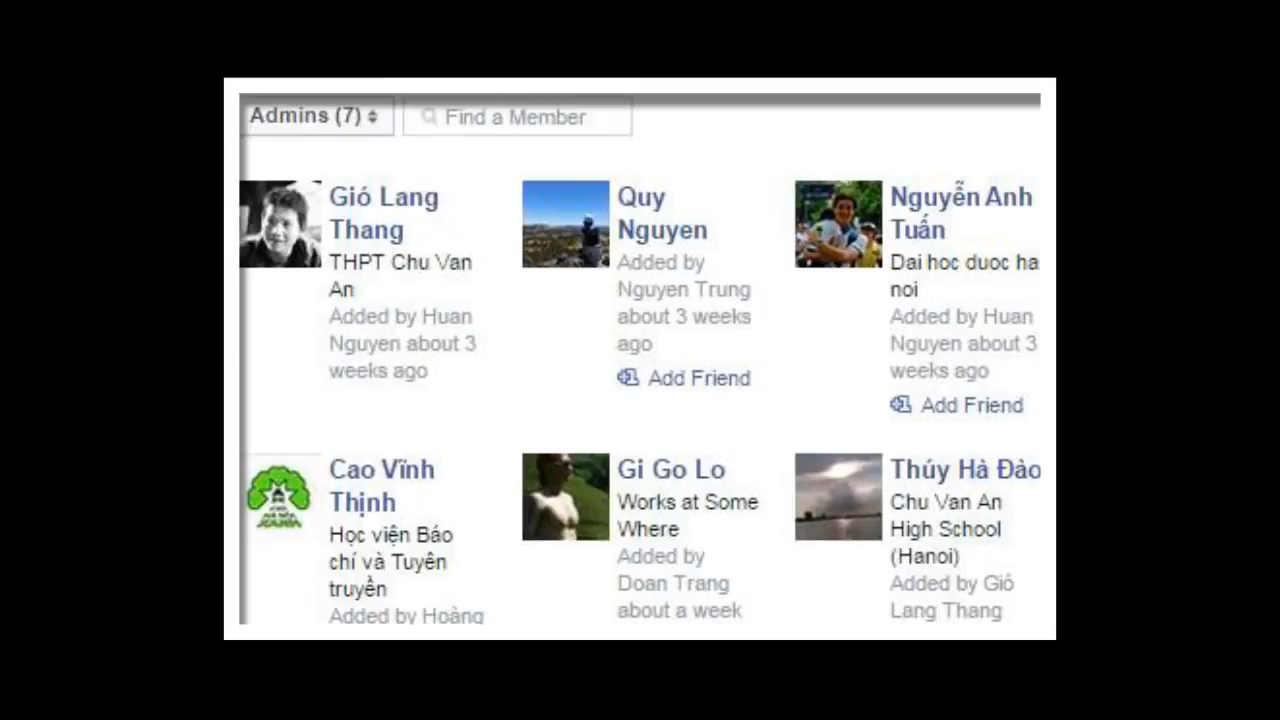 Admins (7)
Find a Member
Gió Lang
Thang
THPT Chu Van
An
Added by Huan
Nguyen about 3
weeks ago
Quy
Nguyen
Added by
Nguyen Trung
about 3 weeks
ago
Add Friend
Nguyễn Anh
Tuấn
Dai hoc duoc ha
noi
Added by Huan
Nguyen about 3
weeks ago
Add Friend
Cao Vĩnh
Thịnh
Học viện Báo
chí và Tuyên
truyền
Added by Hoàng
Gi Go Lo
Works at Some
Where
Added by
Doan Trang
about a week
Thúy Hà Đào
Chu Van An
High School
(Hanoi)
Added by Gió
Lang Thang